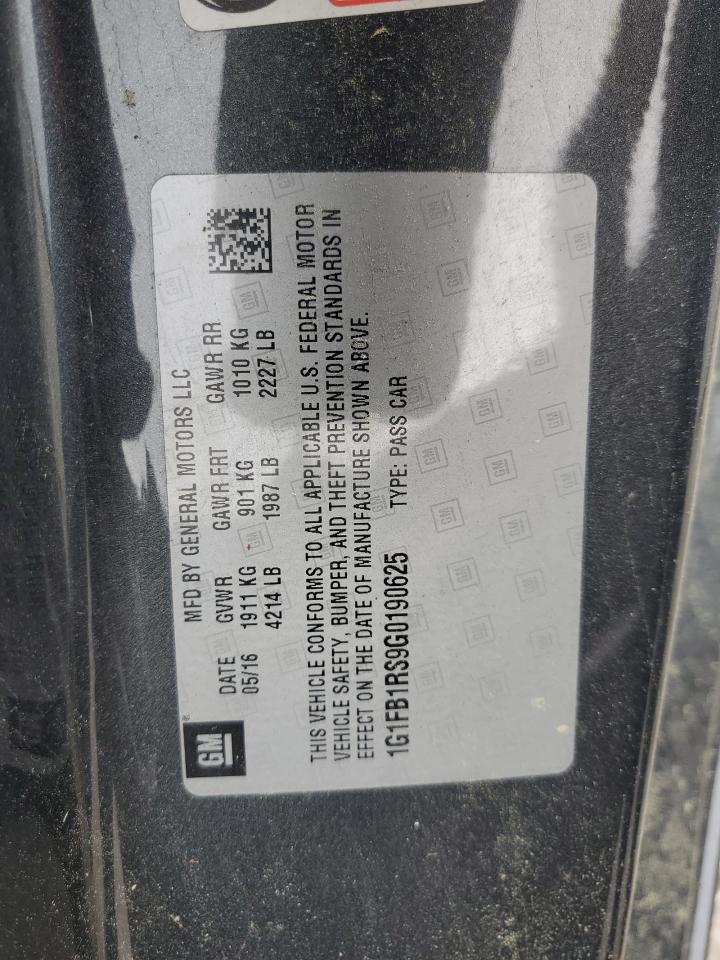 MFD BY GENERAL MOTORS LLC
DATE GVWR GAWR FRT GAWR RR
05/16 1911 KG 901 KG 1010 KG
4214 LB 1987 LB 2227 LB
GM
®
THIS VEHICLE CONFORMS TO ALL APPLICABLE U.S. FEDERAL MOTOR
VEHICLE SAFETY, BUMPER, AND THEFT PREVENTION STANDARDS IN
EFFECT ON THE DATE OF MANUFACTURE SHOWN ABOVE.
1G1FB1RS9G0190625 TYPE: PASS CAR